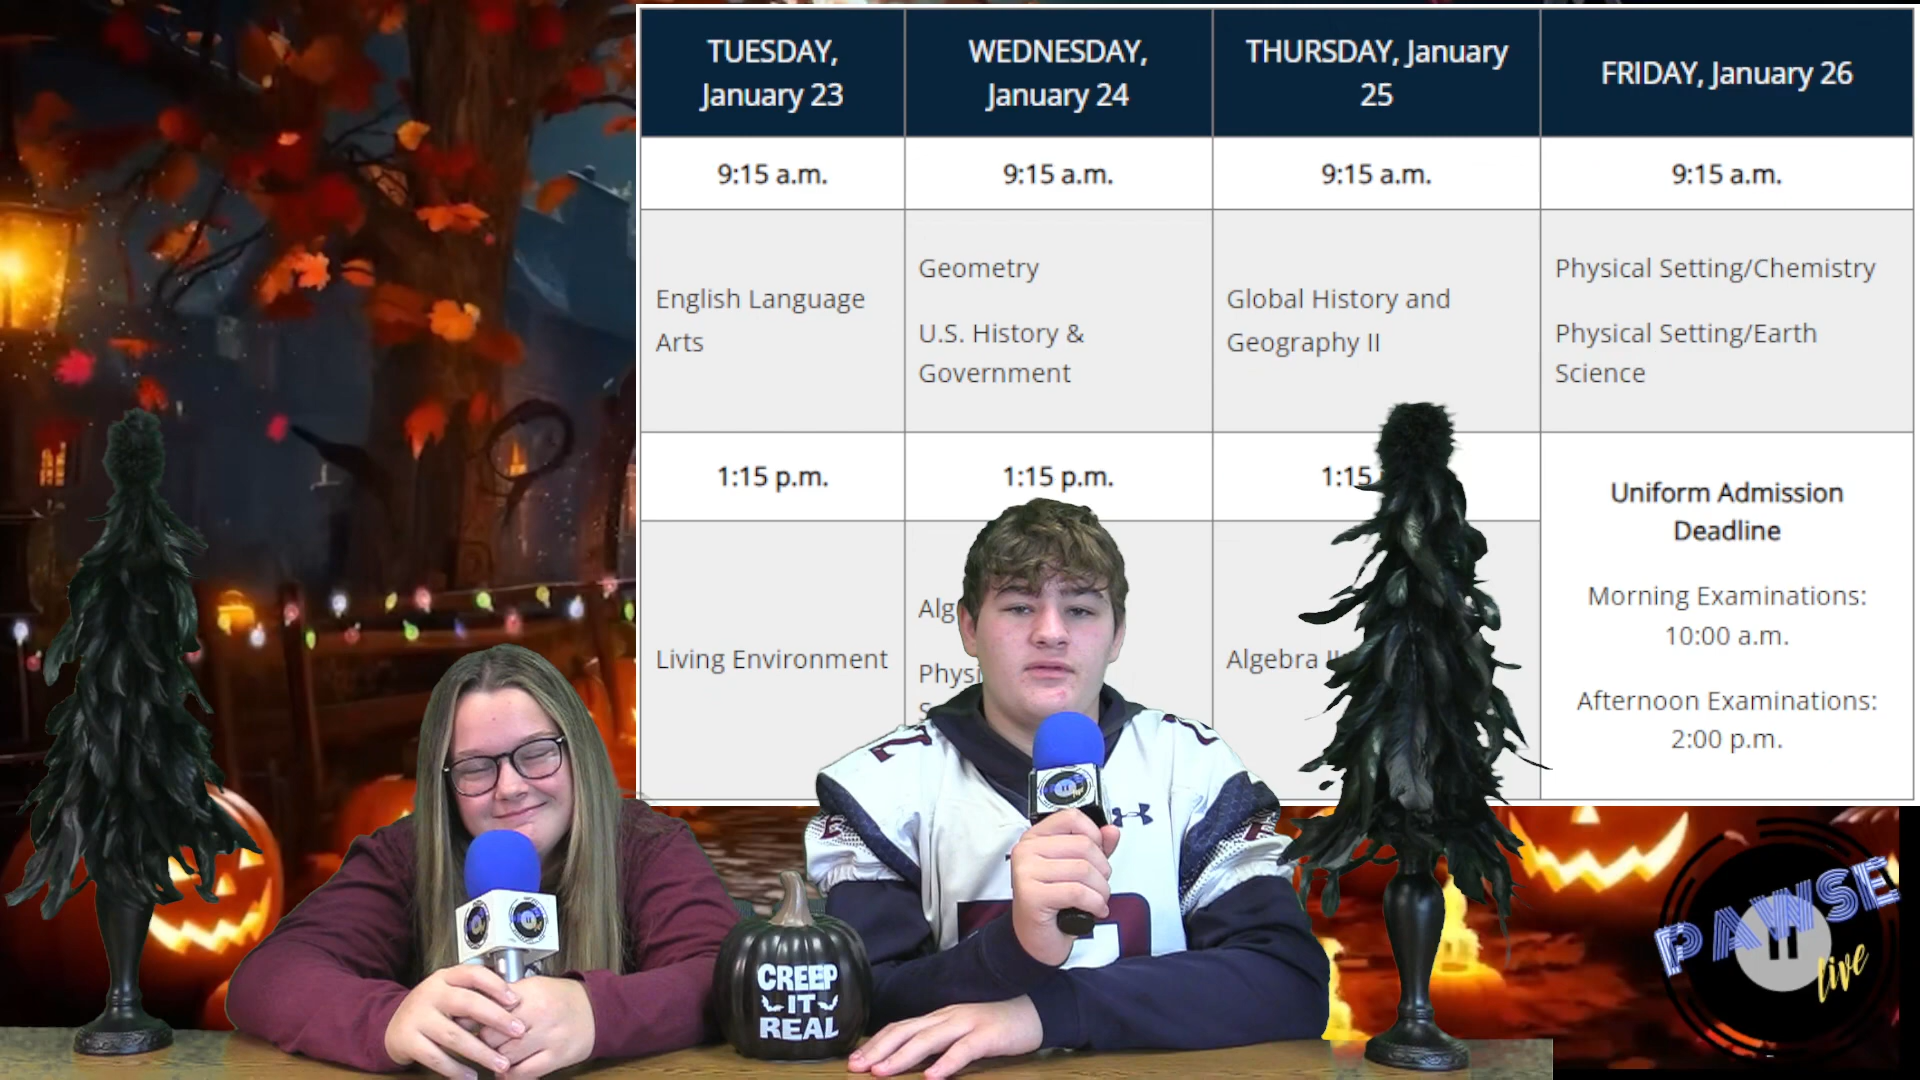 TUESDAY,
January 23
WEDNESDAY,
January 24
THURSDAY, January
25
FRIDAY, January 26
9:15 a.m.
9:15 a.m.
9:15 a.m.
9:15 a.m.
English Language
Arts
Geometry
U.S. History &
Government
Global History and
Geography II
Physical Setting/Chemistry
Physical Setting/Earth
Science
1:15 p.m.
1:15 p.m.
1:15
Uniform Admission
Deadline
Morning Examinations:
10:00 a.m.
Afternoon Examinations:
2:00 p.m.
Living Environment
Alg
Physi
Algebra
CREEP
IT
REAL
PAWSE
live